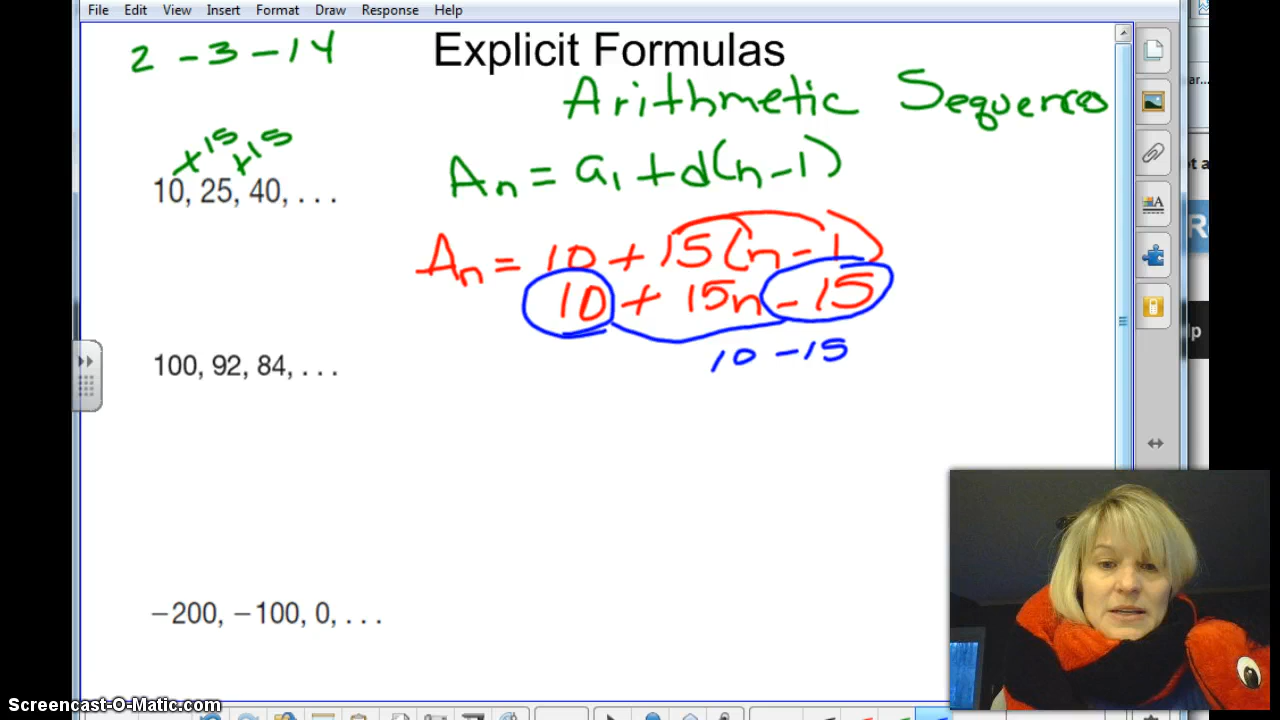 File Edit View Insert Format Draw Response Help
2 -3 -14
Explicit Formulas
Arithmetic Sequences
+15 +15
10, 25, 40, . . .
An = a1 + d(n-1)
An = 10 + 15(n-1)
10 + 15n - 15
10 -15
100, 92, 84, . . .
−200, −100, 0, . . .
Screencast-O-Matic.com